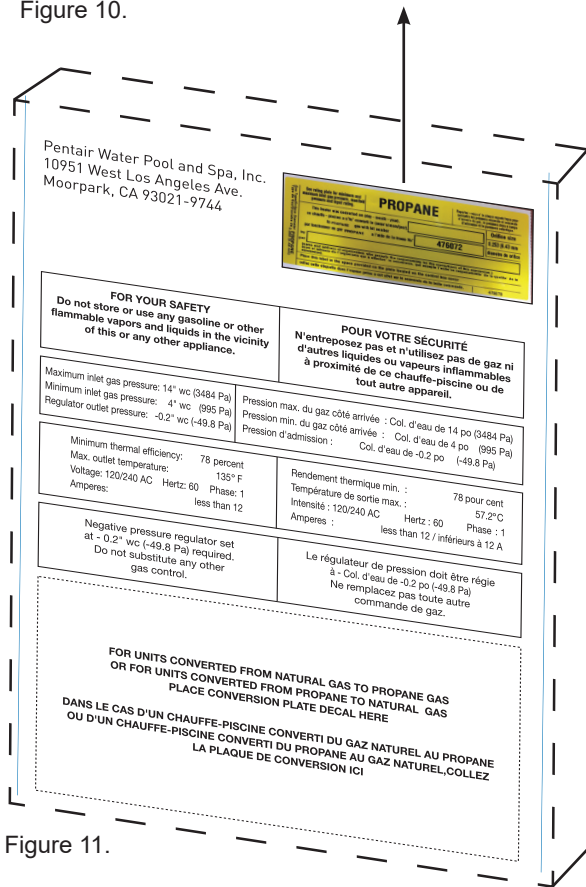 Figure 10.
Pentair Water Pool and Spa, Inc.
10951 West Los Angeles Ave.
Moorpark, CA 93021-9744
PROPANE
476072
FOR YOUR SAFETY
Do not store or use any gasoline or other
flammable vapors and liquids in the vicinity
of this or any other appliance.
POUR VOTRE SÉCURITÉ
N'entreposez pas et n'utilisez pas de gaz ni
d'autres liquides ou vapeurs inflammables
à proximité de ce chauffe-piscine ou de
tout autre appareil.
Maximum inlet gas pressure: 14" wc (3484 Pa)
Minimum inlet gas pressure: 4" wc (995 Pa)
Regulator outlet pressure: -0.2" wc (-49.8 Pa)
Pression max. du gaz côté arrivée : Col. d'eau de 14 po (3484 Pa)
Pression min. du gaz côté arrivée : Col. d'eau de 4 po (995 Pa)
Pression d'admission : Col. d'eau de -0.2 po (-49.8 Pa)
Minimum thermal efficiency: 78 percent
Max. outlet temperature: 135° F
Voltage: 120/240 AC Hertz: 60 Phase: 1
Amperes: less than 12
Rendement thermique min. : 78 pour cent
Température de sortie max. : 57.2°C
Intensité : 120/240 AC Hertz : 60 Phase : 1
Amperes : less than 12 / inférieurs à 12 A
Negative pressure regulator set
at - 0.2" wc (-49.8 Pa) required.
Do not substitute any other
gas control.
Le régulateur de pression doit être régie
à - Col. d'eau de -0.2 po (-49.8 Pa)
Ne remplacez pas toute autre
commande de gaz.
FOR UNITS CONVERTED FROM NATURAL GAS TO PROPANE GAS
OR FOR UNITS CONVERTED FROM PROPANE TO NATURAL GAS
PLACE CONVERSION PLATE DECAL HERE
DANS LE CAS D'UN CHAUFFE-PISCINE CONVERTI DU GAZ NATUREL AU PROPANE
OU D'UN CHAUFFE-PISCINE CONVERTI DU PROPANE AU GAZ NATUREL,COLLEZ
LA PLAQUE DE CONVERSION ICI
Figure 11.